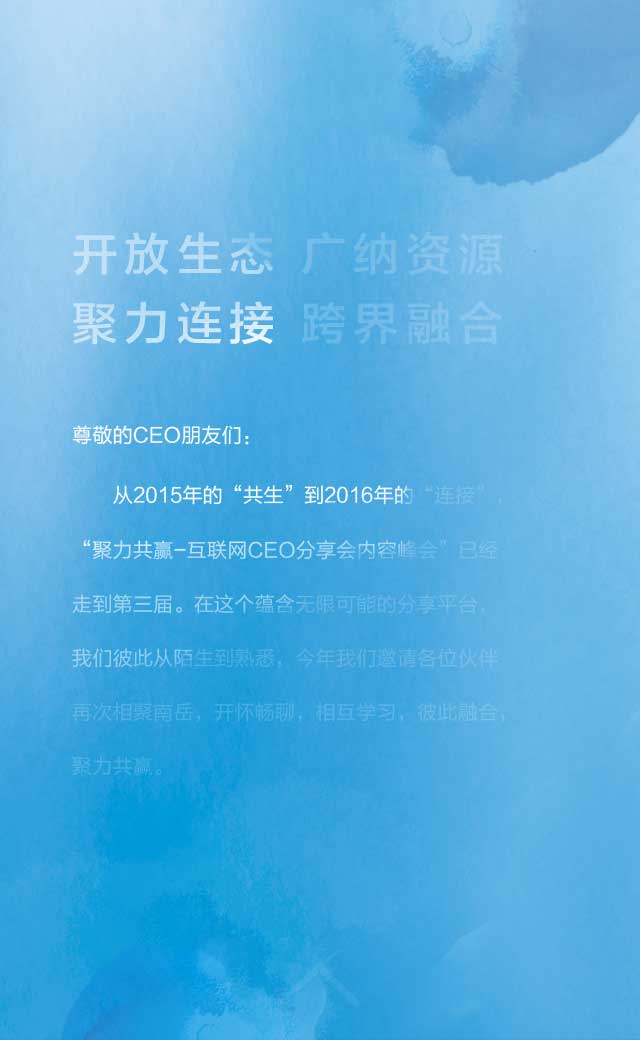 开放生态 广纳资源
聚力连接 跨界融合
尊敬的CEO朋友们：
从2015年的“共生”到2016年的“连接”，
“聚力共赢-互联网CEO分享会内容峰会”已经
走到第三届。在这个蕴含无限可能的分享平台，
我们彼此从陌生到熟悉，今年我们邀请各位伙伴
再次相聚南岳，开怀畅聊，相互学习，彼此融合，
聚力共赢。